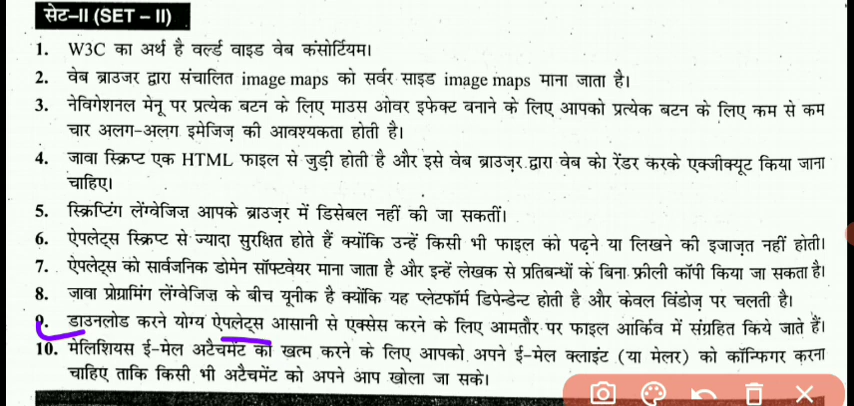 सेट–II (SET – II)
1. W3C का अर्थ है वर्ल्ड वाइड वेब कंसोर्टियम।
2. वेब ब्राउजर द्वारा संचालित image maps को सर्वर साइड image maps माना जाता है।
3. नेविगेशनल मेनू पर प्रत्येक बटन के लिए माउस ओवर इफेक्ट बनाने के लिए आपको प्रत्येक बटन के लिए कम से कम
चार अलग-अलग इमेजिज़ की आवश्यकता होती है।
4. जावा स्क्रिप्ट एक HTML फाइल से जुड़ी होती है और इसे वेब ब्राउज़र द्वारा वेब को रेंडर करके एक्जीक्यूट किया जाना
चाहिए।
5. स्क्रिप्टिंग लेंग्वेजिज़ आपके ब्राउज़र में डिसेबल नहीं की जा सकतीं।
6. ऐपलेट्स स्क्रिप्ट से ज्यादा सुरक्षित होते हैं क्योंकि उन्हें किसी भी फाइल को पढ़ने या लिखने की इजाज़त नहीं होती।
7. ऐपलेट्स को सार्वजनिक डोमेन सॉफ्टवेयर माना जाता है और इन्हें लेखक से प्रतिबन्धों के बिना फ्रीली कॉपी किया जा सकता है।
8. जावा प्रोग्रामिंग लेंग्वेजिज़ के बीच यूनीक है क्योंकि यह प्लेटफॉर्म डिपेन्डेन्ट होती है और केवल विंडोज़ पर चलती है।
9. डाउनलोड करने योग्य ऐपलेट्स आसानी से एक्सेस करने के लिए आमतौर पर फाइल आर्किव में संग्रहित किये जाते हैं।
10. मेलिशियस ई-मेल अटैचमेंट को खत्म करने के लिए आपको अपने ई-मेल क्लाइंट (या मेलर) को कॉन्फिगर करना
चाहिए ताकि किसी भी अटैचमेंट को अपने आप खोला जा सके।